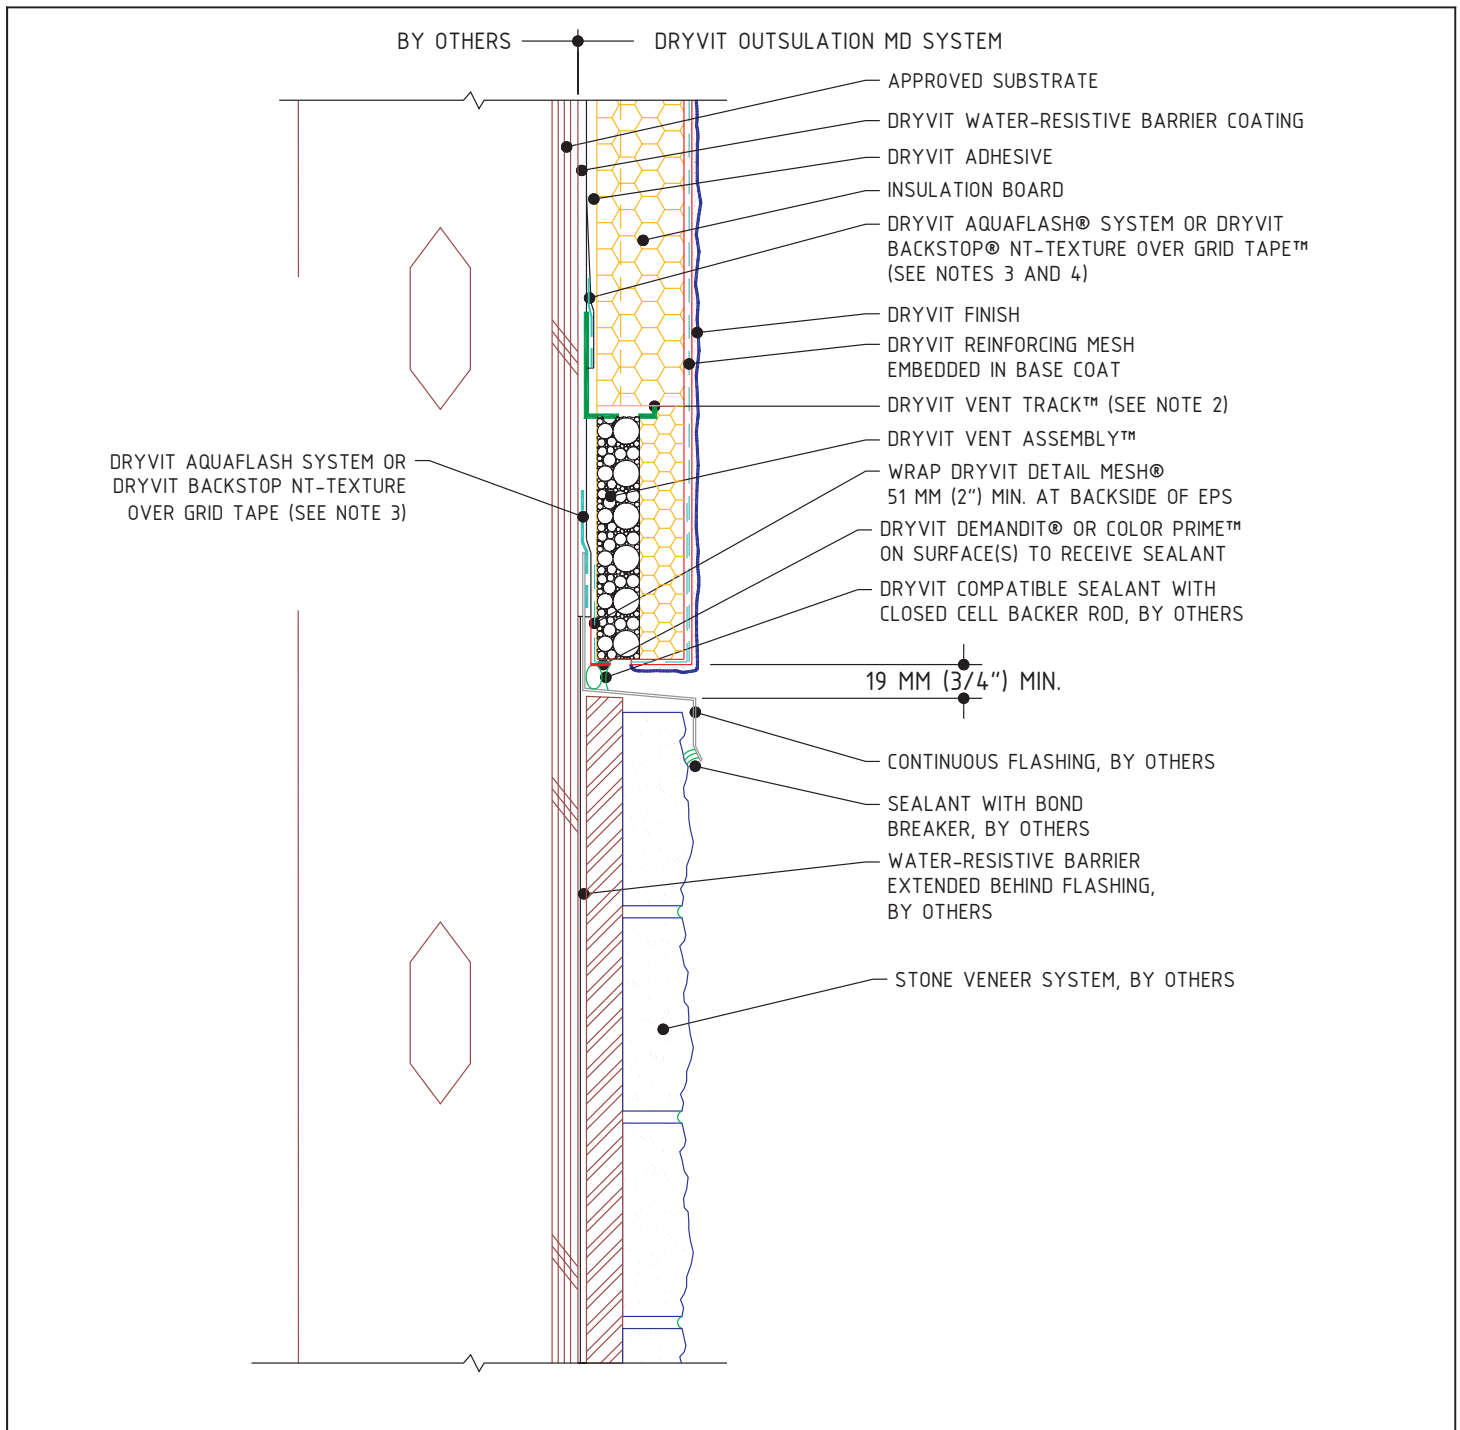 BY OTHERS
DRYVIT OUTSULATION MD SYSTEM
APPROVED SUBSTRATE
DRYVIT WATER-RESISTIVE BARRIER COATING
DRYVIT ADHESIVE
INSULATION BOARD
DRYVIT AQUAFLASH® SYSTEM OR DRYVIT
BACKSTOP® NT-TEXTURE OVER GRID TAPE™
(SEE NOTES 3 AND 4)
DRYVIT FINISH
DRYVIT REINFORCING MESH
EMBEDDED IN BASE COAT
DRYVIT VENT TRACK™ (SEE NOTE 2)
DRYVIT VENT ASSEMBLY™
DRYVIT AQUAFLASH SYSTEM OR
DRYVIT BACKSTOP NT-TEXTURE
OVER GRID TAPE (SEE NOTE 3)
WRAP DRYVIT DETAIL MESH®
51 MM (2") MIN. AT BACKSIDE OF EPS
DRYVIT DEMANDIT® OR COLOR PRIME™
ON SURFACE(S) TO RECEIVE SEALANT
DRYVIT COMPATIBLE SEALANT WITH
CLOSED CELL BACKER ROD, BY OTHERS
19 MM (3/4") MIN.
CONTINUOUS FLASHING, BY OTHERS
SEALANT WITH BOND
BREAKER, BY OTHERS
WATER-RESISTIVE BARRIER
EXTENDED BEHIND FLASHING,
BY OTHERS
STONE VENEER SYSTEM, BY OTHERS